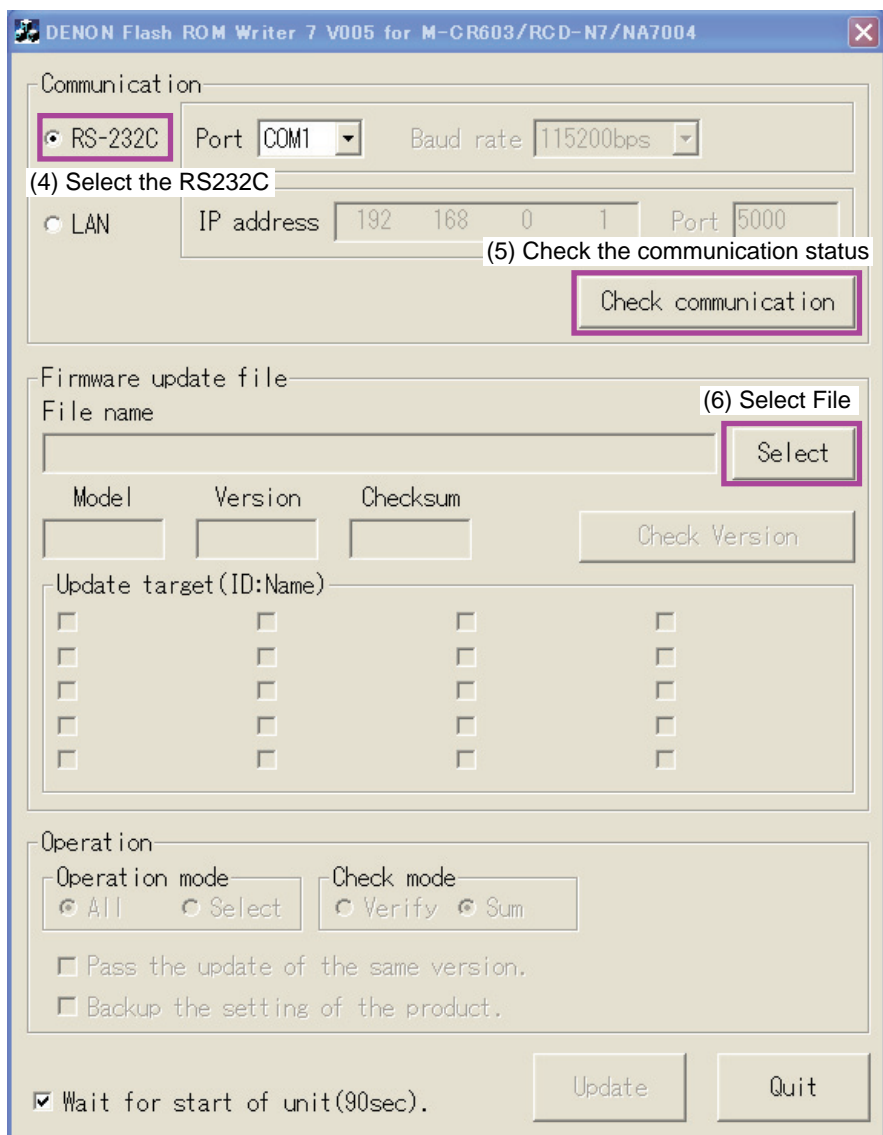 DENON Flash ROM Writer 7 V005 for M-CR603/RCD-N7/NA7004
Communication
RS-232C Port COM1 Baud rate 115200bps
(4) Select the RS232C
LAN IP address 192 168 0 1 Port 5000
(5) Check the communication status
Check communication
Firmware update file
(6) Select File
File name
Select
Model Version Checksum
Check Version
Update target(ID:Name)
Operation
Operation mode Check mode
All Select Verify Sum
Pass the update of the same version.
Backup the setting of the product.
Wait for start of unit(90sec). Update Quit